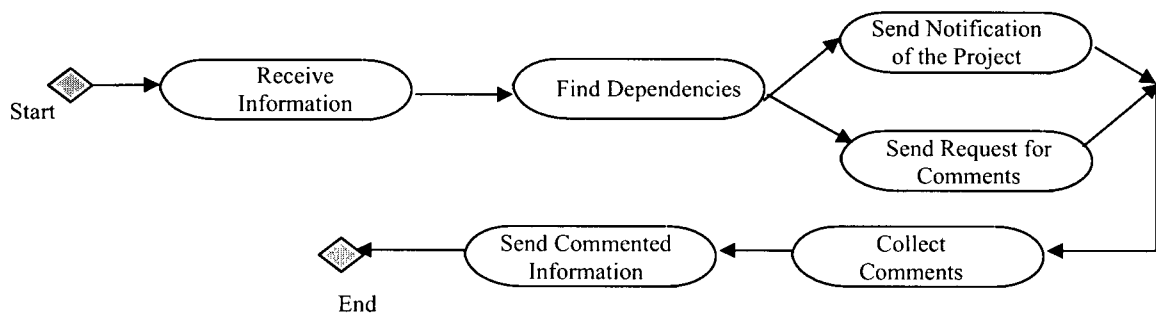 Start
Receive
Information
Find Dependencies
Send Notification
of the Project
Send Request for
Comments
Collect
Comments
Send Commented
Information
End